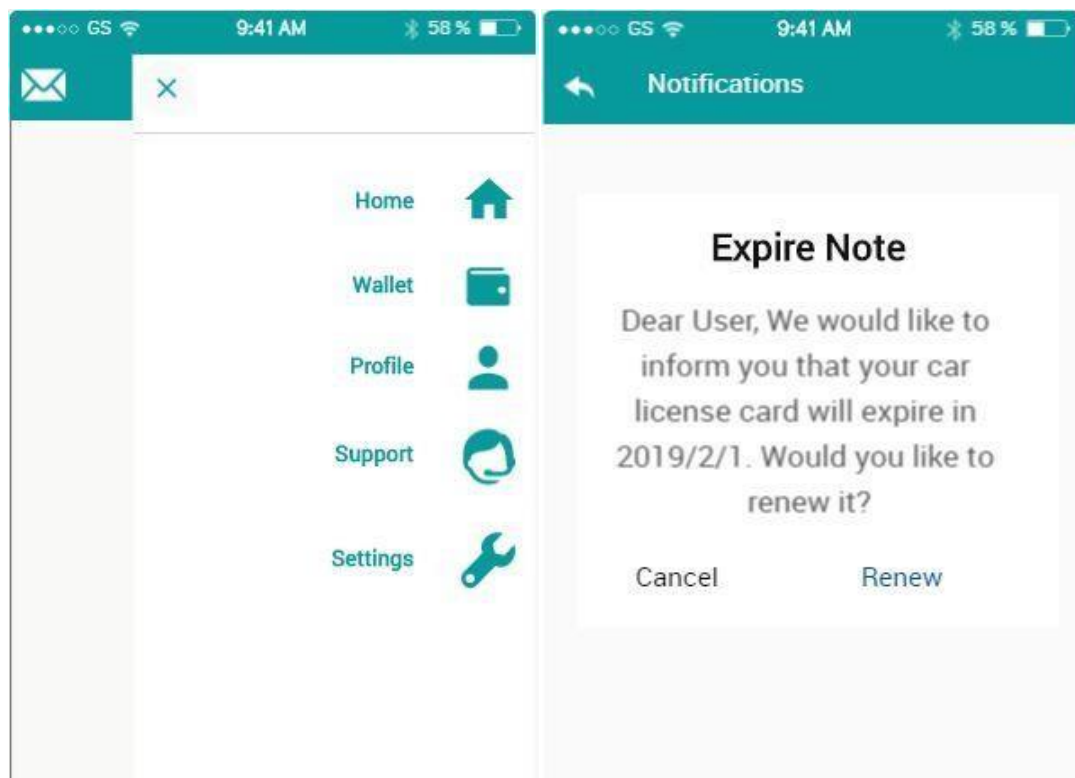 GS 9:41 AM 58 %
Home
Wallet
Profile
Support
Settings
GS 9:41 AM 58 %
Notifications
Expire Note
Dear User, We would like to
inform you that your car
license card will expire in
2019/2/1. Would you like to
renew it?
Cancel Renew